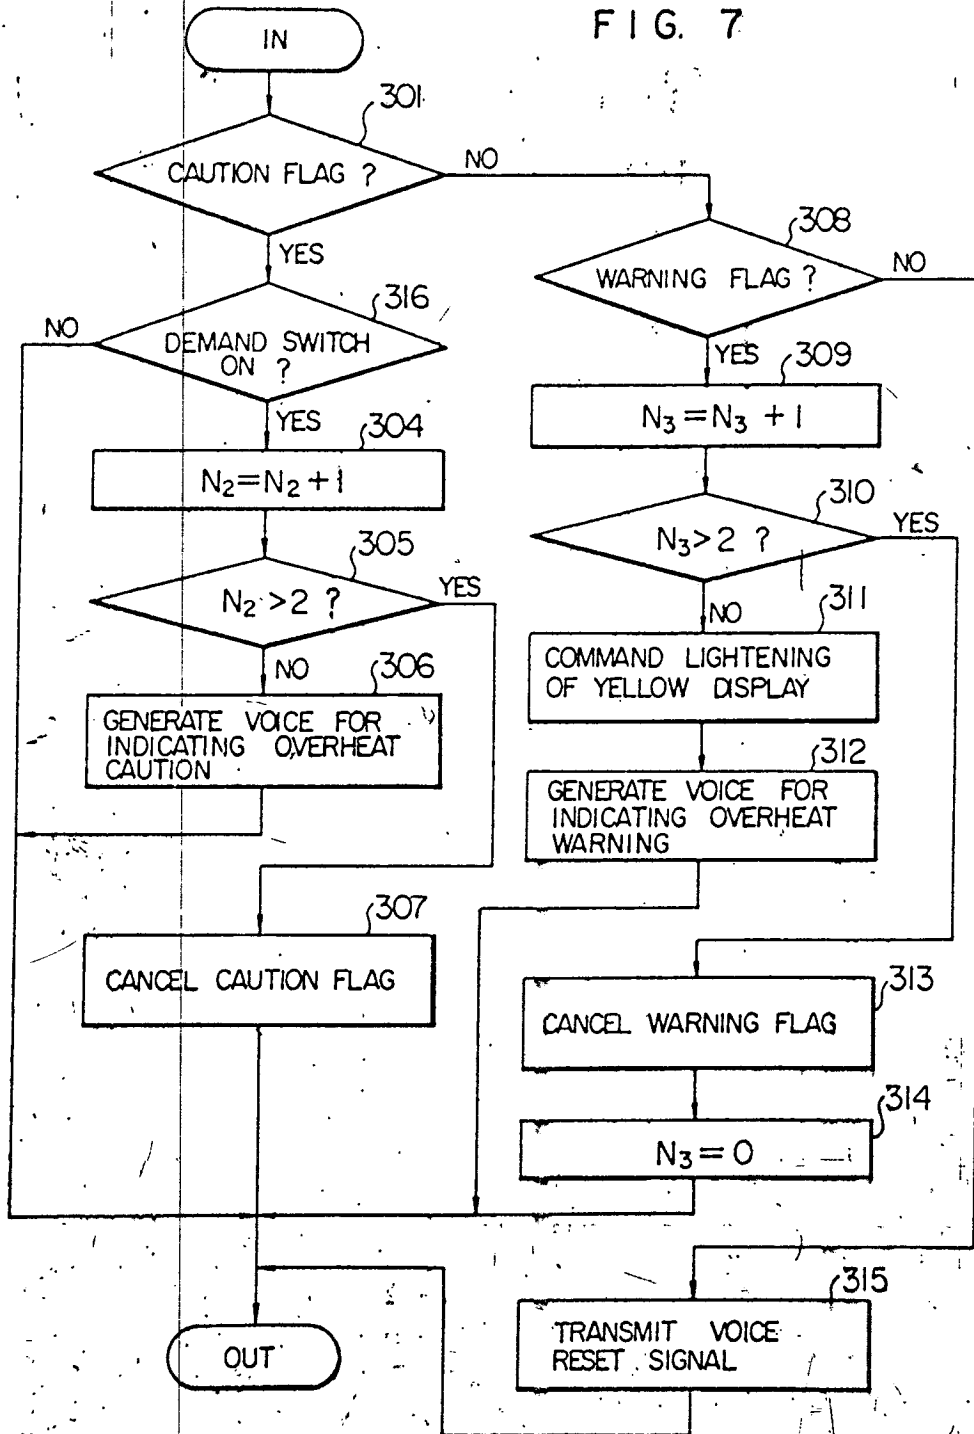 FIG. 7
IN
301
CAUTION FLAG ?
NO
YES
316
DEMAND SWITCH
ON ?
NO
YES
304
N₂=N₂+1
305
N₂>2 ?
YES
NO
306
GENERATE VOICE FOR
INDICATING OVERHEAT
CAUTION
307
CANCEL CAUTION FLAG
308
WARNING FLAG ?
NO
YES
309
N₃=N₃+1
310
N₃>2 ?
YES
NO
311
COMMAND LIGHTENING
OF YELLOW DISPLAY
312
GENERATE VOICE FOR
INDICATING OVERHEAT
WARNING
313
CANCEL WARNING FLAG
314
N₃=0
315
TRANSMIT VOICE
RESET SIGNAL
OUT